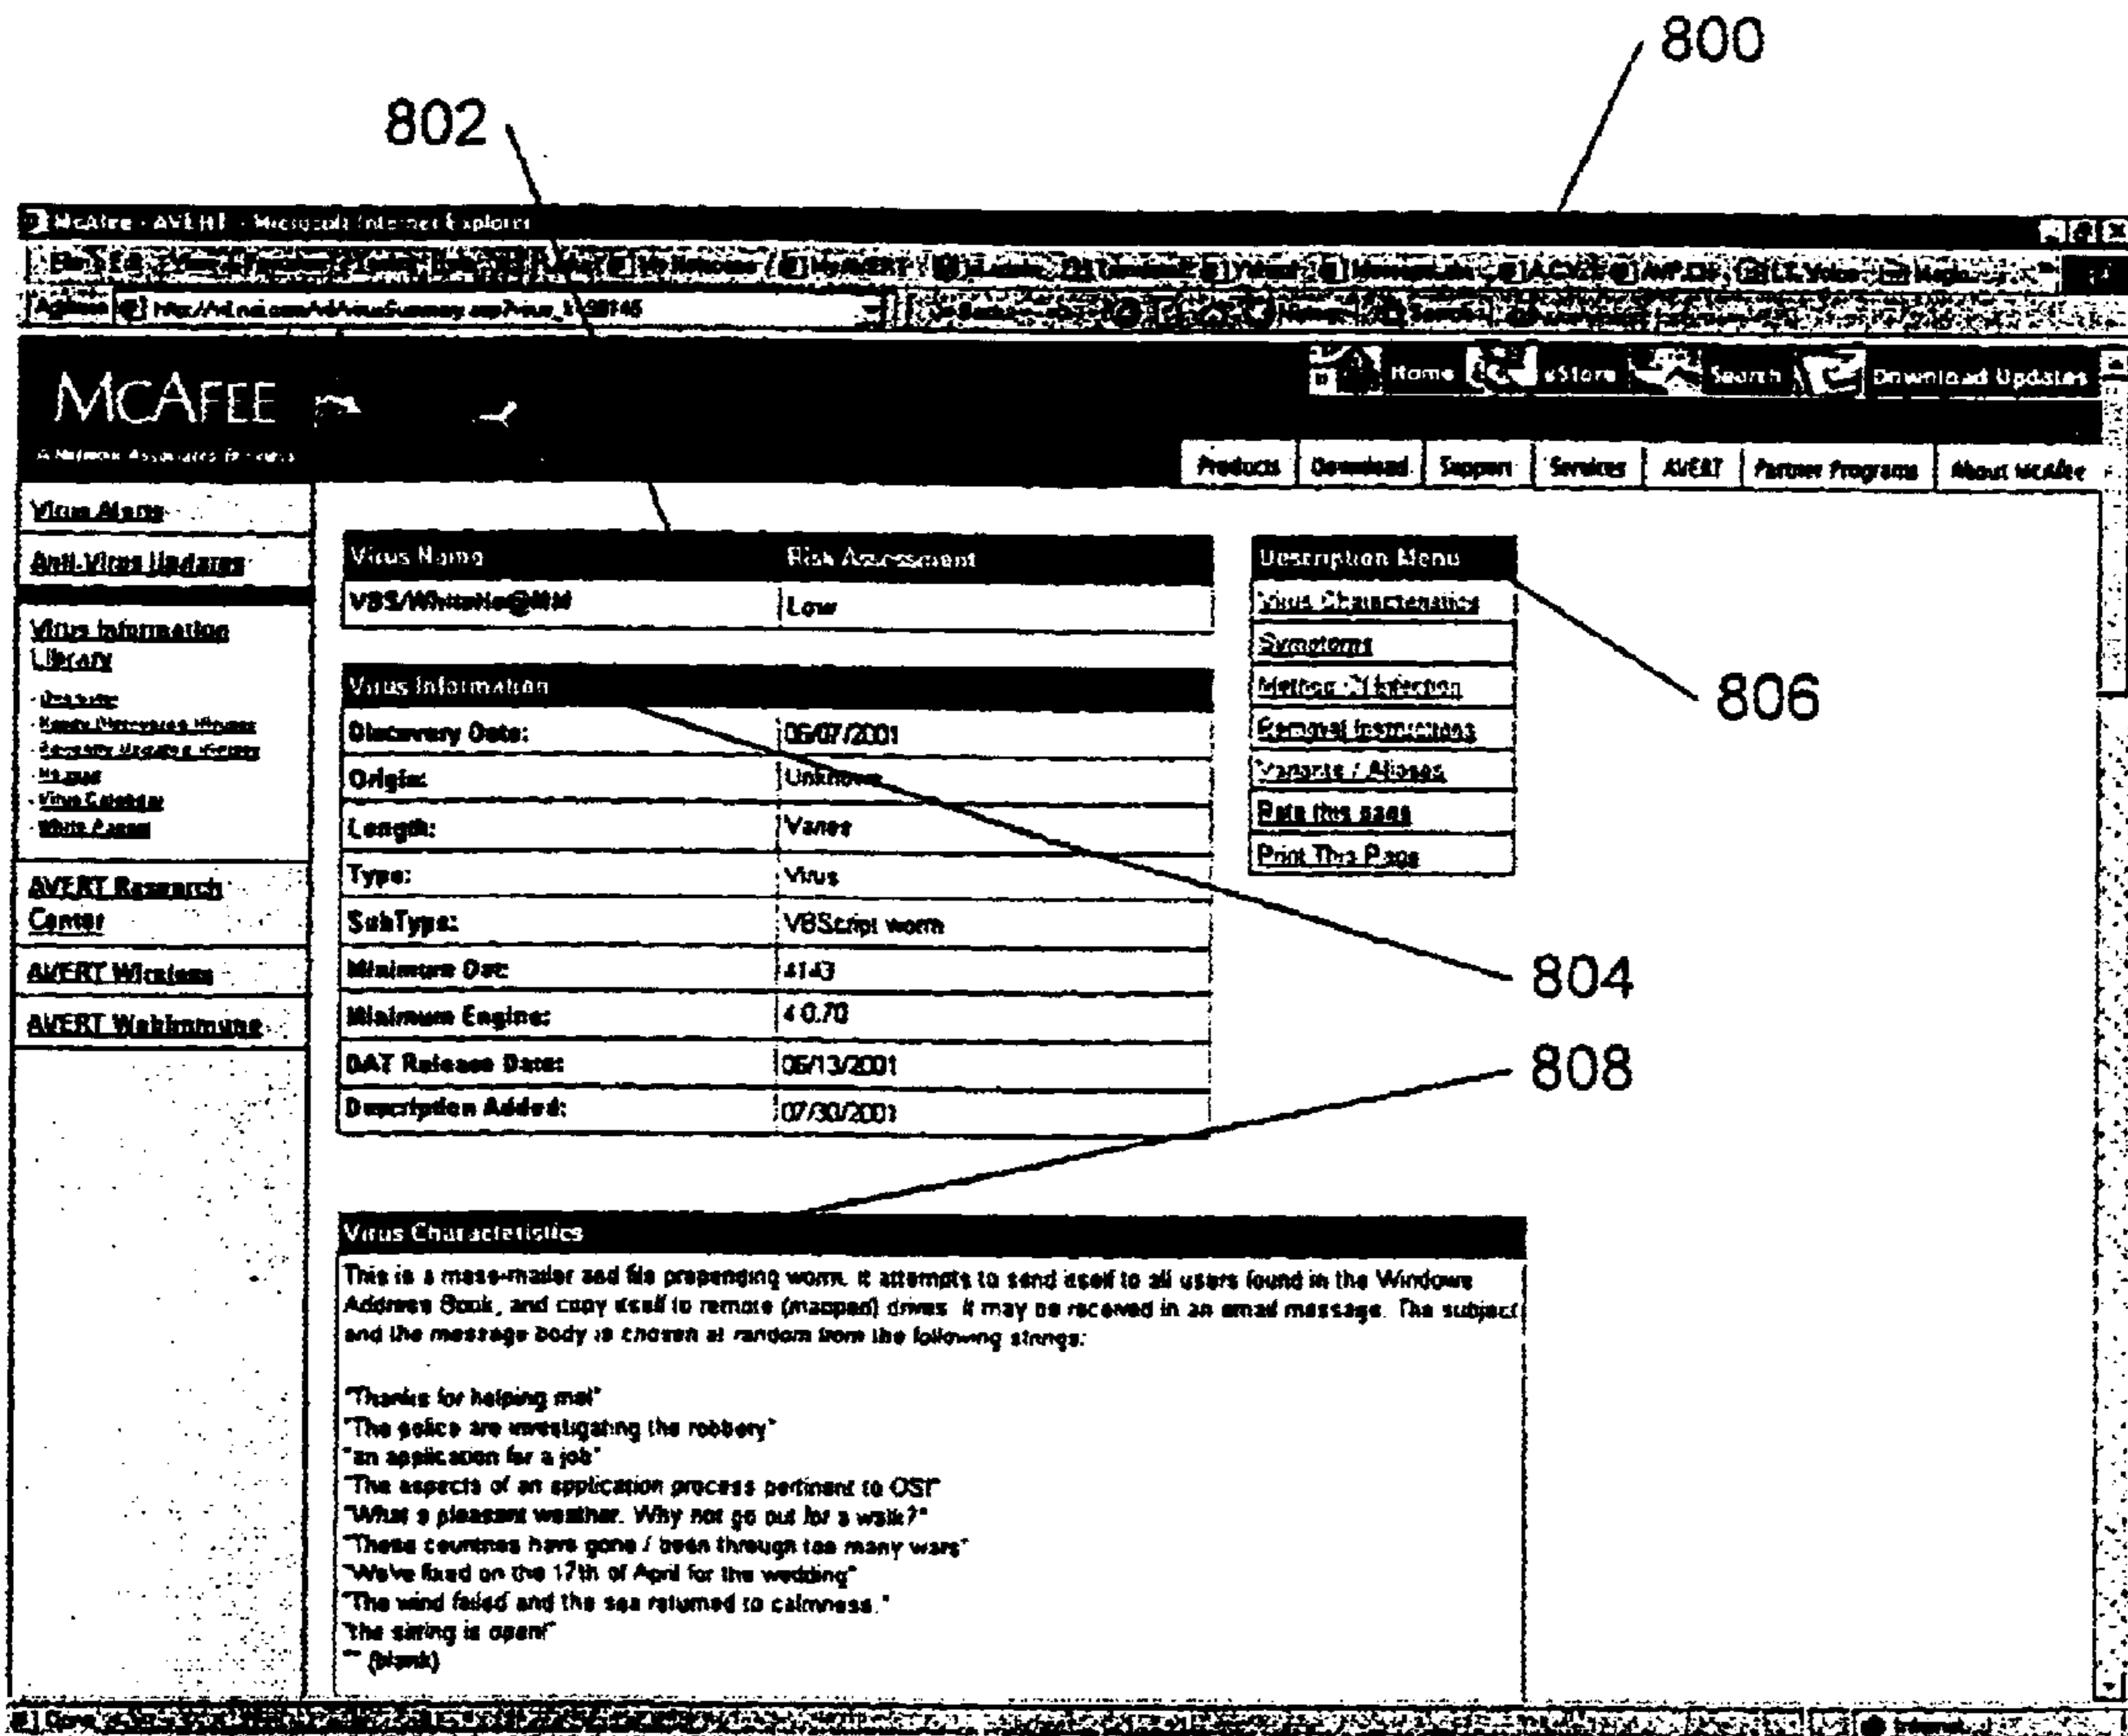 800
802
McAfee - AVERT - Microsoft Internet Explorer
Home eStore Search Download Updates
MCAFEE
A Network Associates Business
Products Download Support Services AVERT Partner Programs About McAfee
Virus Alerts
Anti-Virus Updates
Virus Information
Library
Virus Calendar
White Papers
AVERT Research
Center
AVERT Wireless
AVERT WebImmune
Virus Name Risk Assessment
Low
Virus Information
Discovery Date: 06/07/2001
Origin: Unknown
Length: Varies
Type: Virus
SubType: VBScript worm
Minimum Dat: 4143
Minimum Engine: 4.0.70
DAT Release Date: 06/13/2001
Description Added: 07/30/2001
Description Menu
Virus Characteristics
Symptoms
Method Of Infection
Removal Instructions
Variants / Aliases
Rate this page
Print This Page
806
804
808
Virus Characteristics
This is a mass-mailer and file prepending worm. It attempts to send itself to all users found in the Windows
Address Book, and copy itself to remote (mapped) drives. It may be received in an email message. The subject
and the message body is chosen at random from the following strings:
"Thanks for helping me!"
"The police are investigating the robbery"
"an application for a job"
"The aspects of an application process pertinent to OSI"
"What a pleasant weather. Why not go out for a walk?"
"These countries have gone / been through too many wars"
"We've fixed on the 17th of April for the wedding"
"The wind failed and the sea returned to calmness."
"the sitting is open!"
"" (blank)
Done
Internet